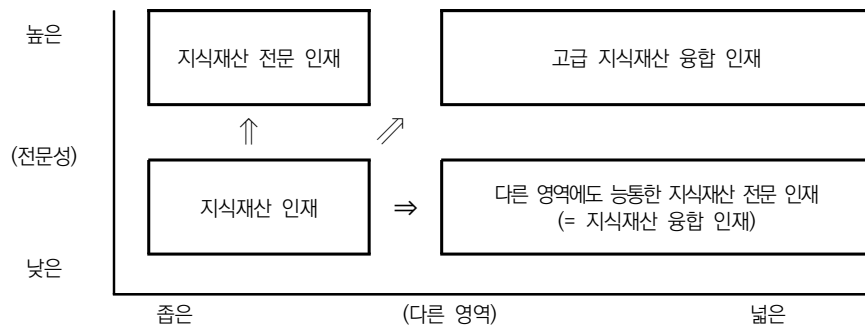 높은
지식재산 전문 인재
고급 지식재산 융합 인재
⇑
⇗
(전문성)
지식재산 인재
⇒
다른 영역에도 능통한 지식재산 전문 인재
(= 지식재산 융합 인재)
낮은
좁은
(다른 영역)
넓은